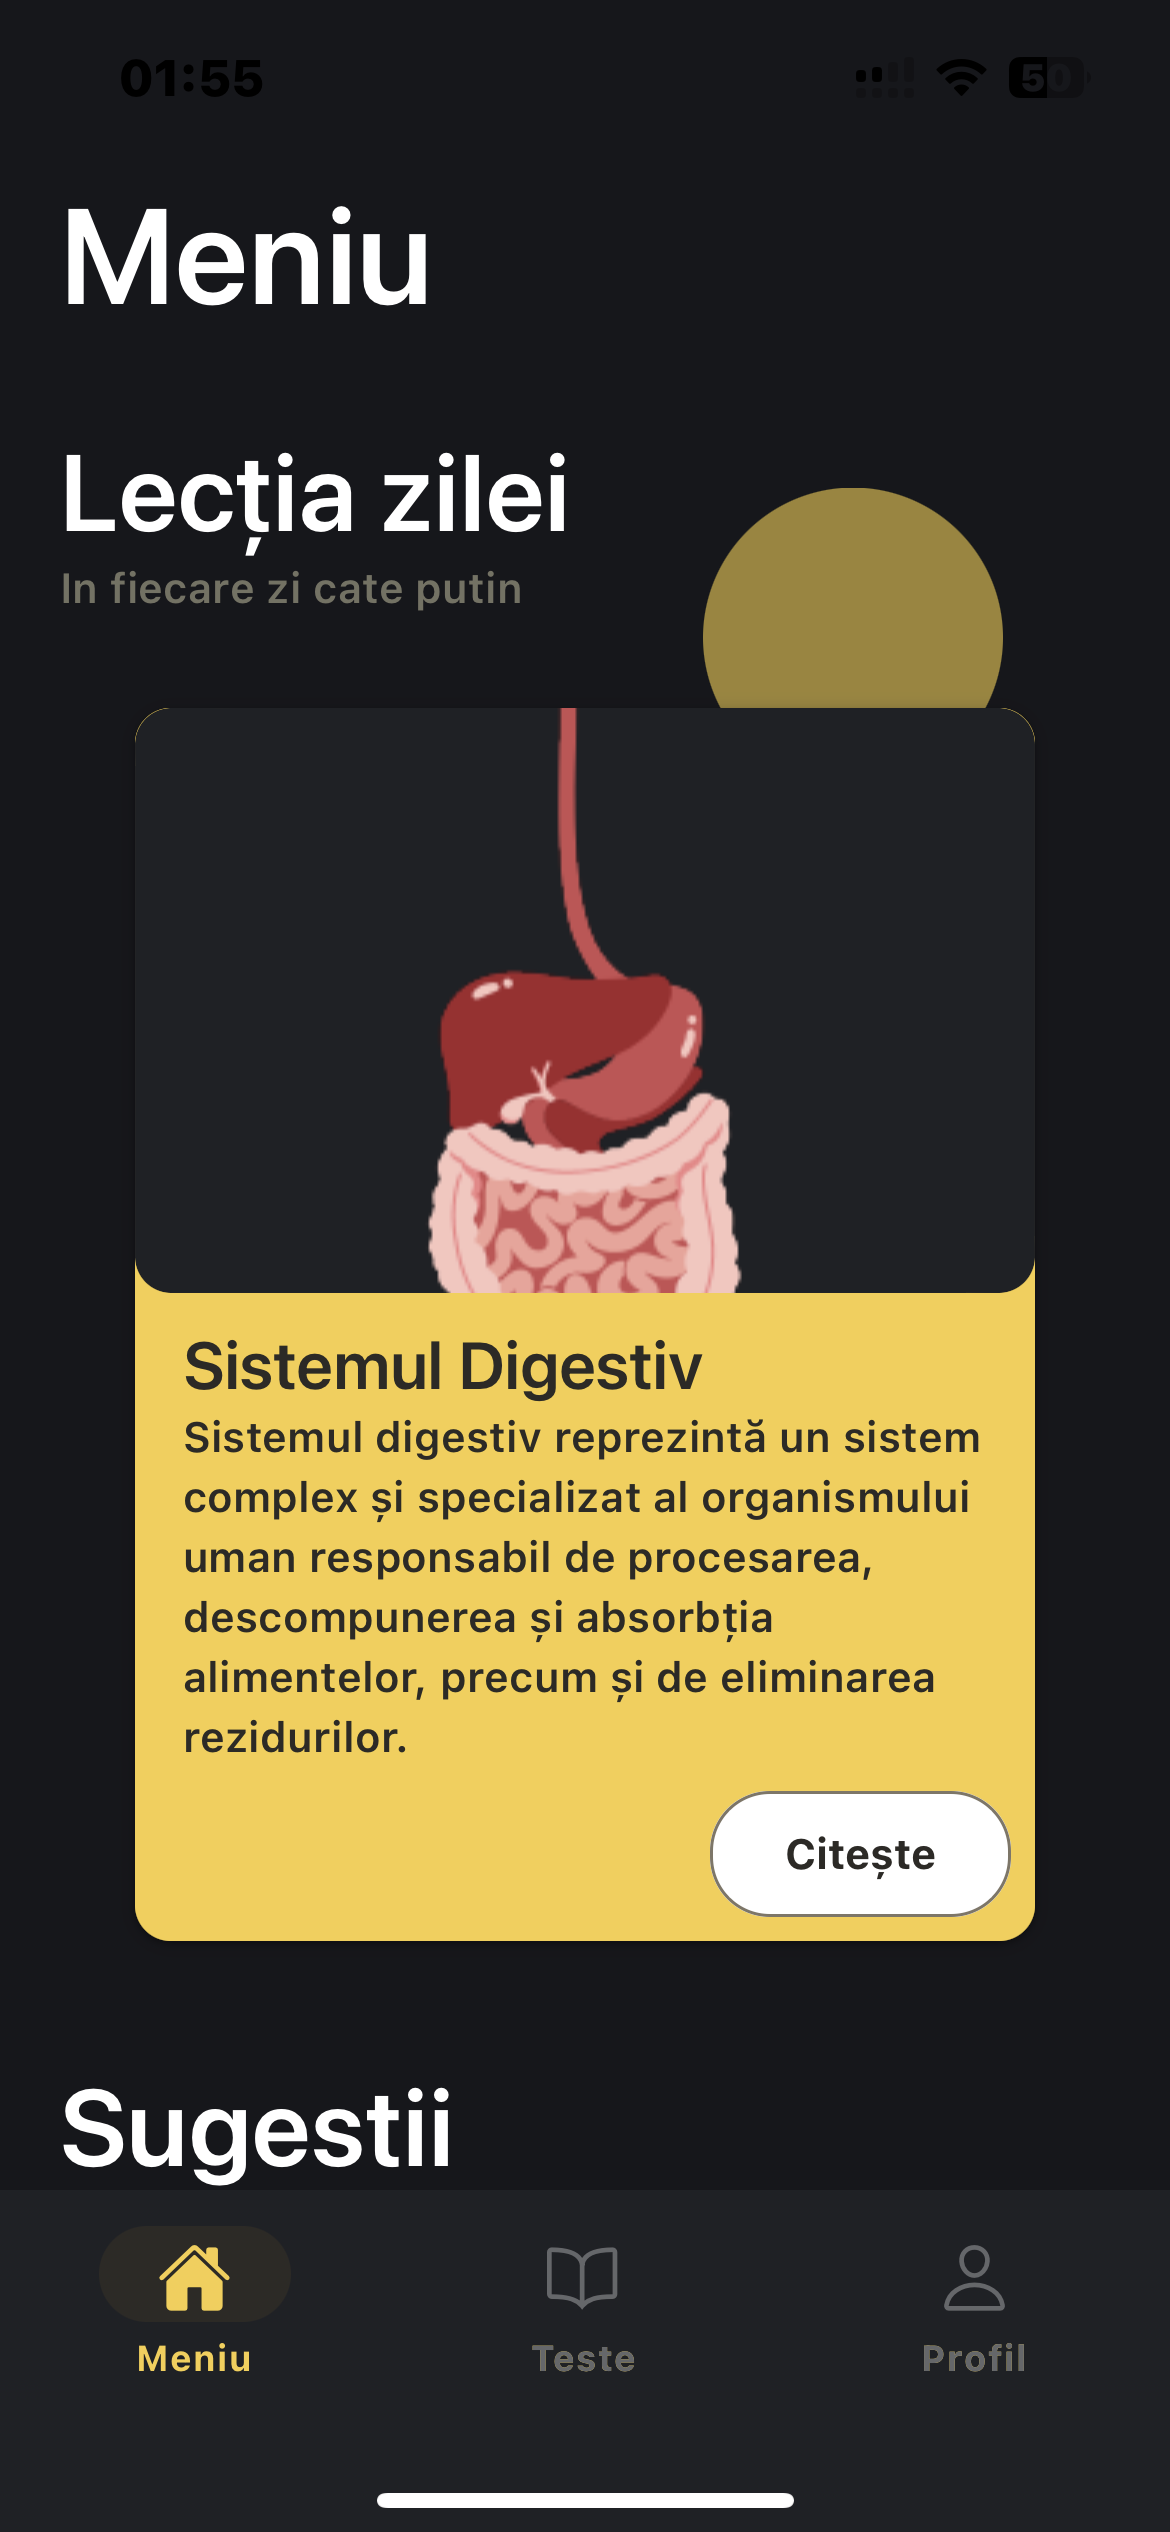 01:55
50
Meniu
Lecția zilei
In fiecare zi cate putin
Sistemul Digestiv
Sistemul digestiv reprezintă un sistem
complex și specializat al organismului
uman responsabil de procesarea,
descompunerea și absorbția
alimentelor, precum și de eliminarea
rezidurilor.
Citește
Sugestii
Meniu
Teste
Profil